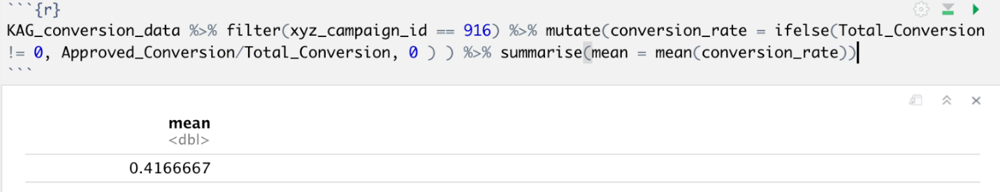 ```{r}
KAG_conversion_data %>% filter(xyz_campaign_id == 916) %>% mutate(conversion_rate = ifelse(Total_Conversion
!= 0, Approved_Conversion/Total_Conversion, 0 ) ) %>% summarise(mean = mean(conversion_rate))
```
mean
<dbl>
0.4166667